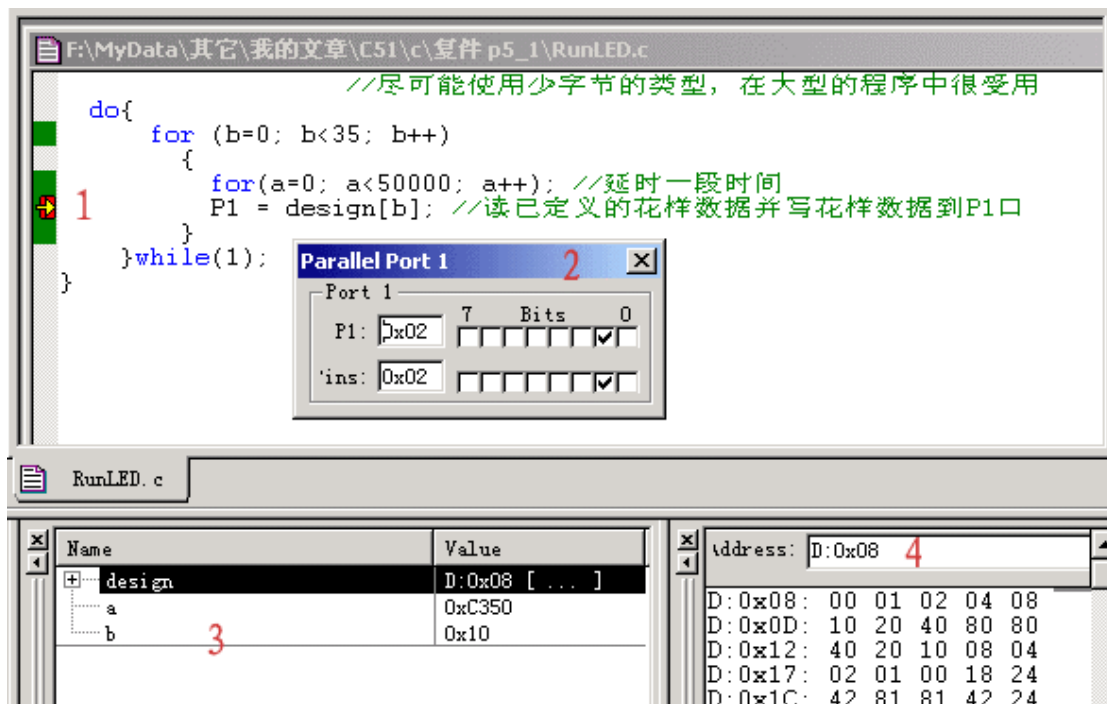 F:\MyData\其它\我的文章\C51\c\复件 p5_1\RunLED.c
//尽可能使用少字节的类型，在大型的程序中很受用
do{
for (b=0; b<35; b++)
{
for(a=0; a<50000; a++); //延时一段时间
1 P1 = design[b]; //读已定义的花样数据并写花样数据到P1口
}
}while(1);
}
Parallel Port 1 2
Port 1
7 Bits 0
P1: 0x02
'ins: 0x02
RunLED.c
Name Value
design D:0x08 [ ... ]
a 0xC350
b 0x10
3
Address: D:0x08 4
D:0x08: 00 01 02 04 08
D:0x0D: 10 20 40 80 80
D:0x12: 40 20 10 08 04
D:0x17: 02 01 00 18 24
D:0x1C: 42 81 81 42 24